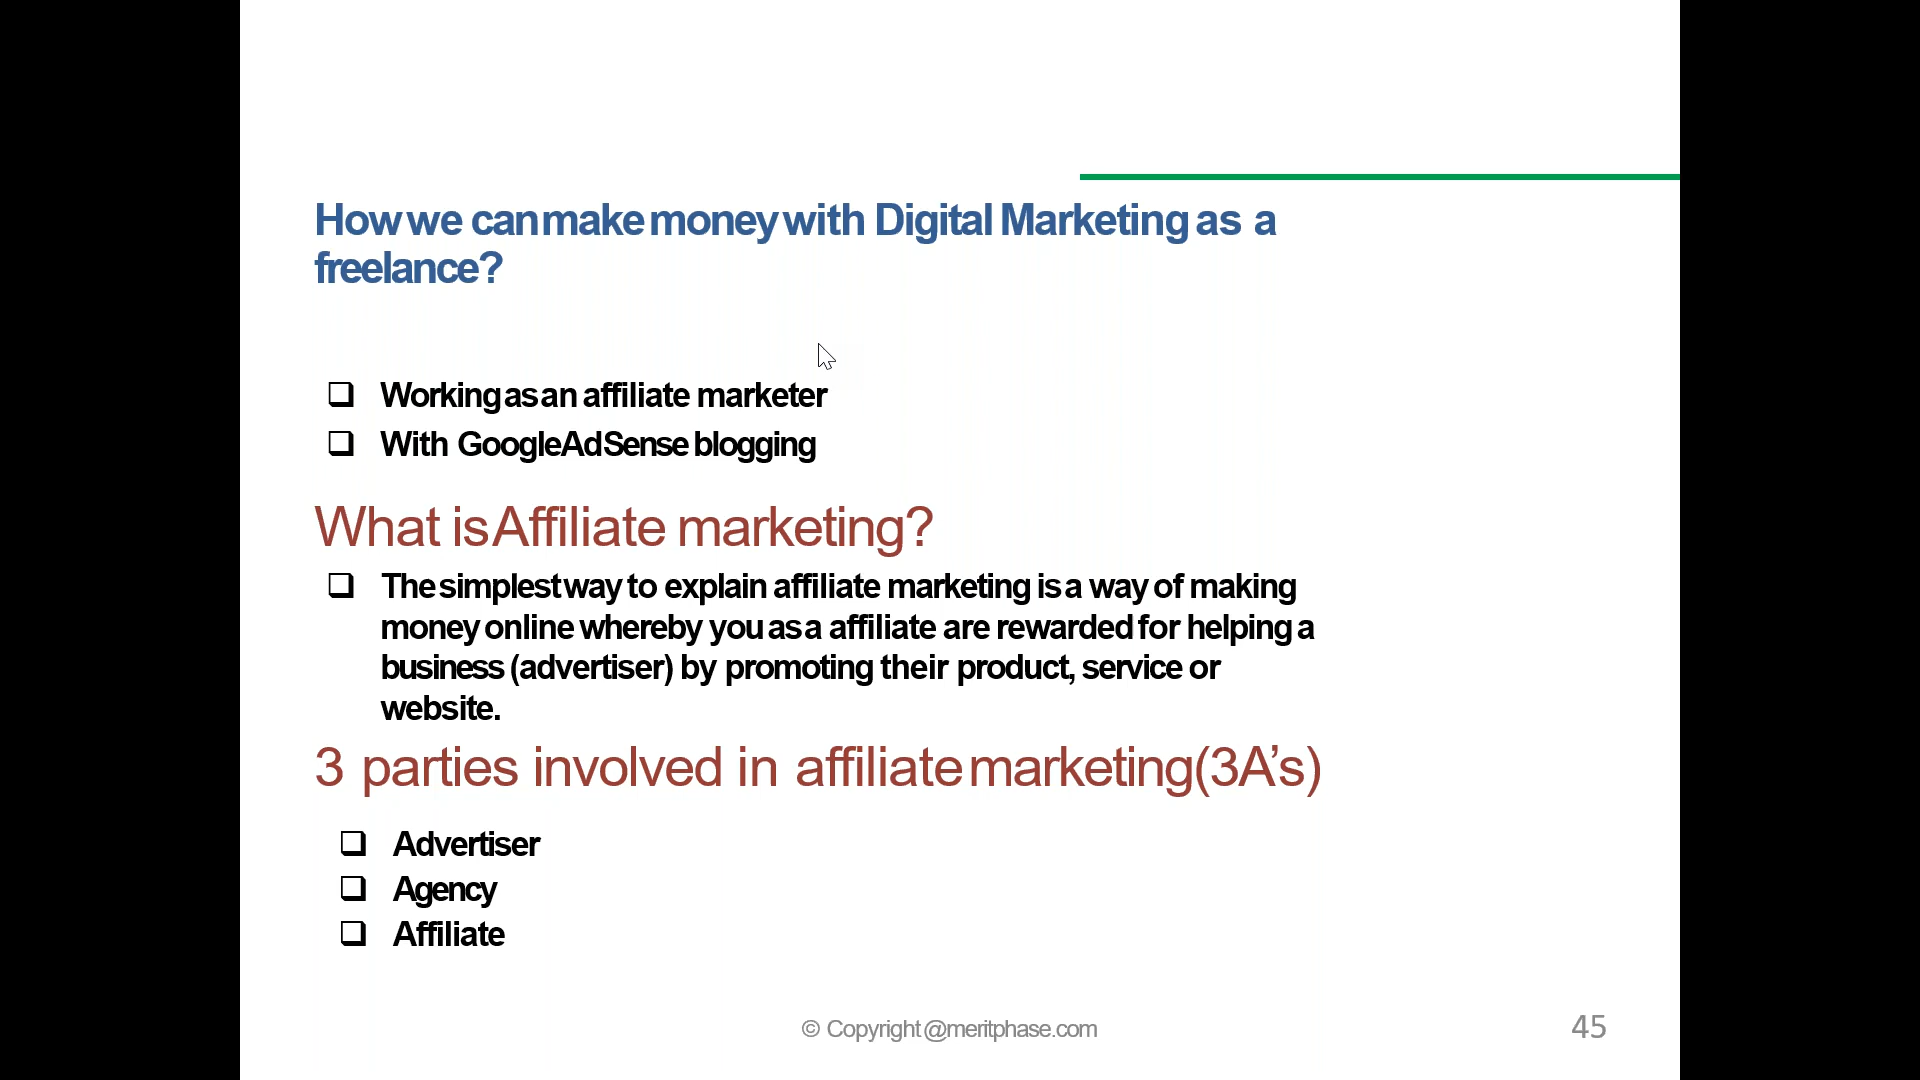 How we can make money with Digital Marketing as a
freelance?
❑ Working as an affiliate marketer
❑ With Google AdSense blogging
What is Affiliate marketing?
❑ The simplest way to explain affiliate marketing is a way of making
money online whereby you as a affiliate are rewarded for helping a
business (advertiser) by promoting their product, service or
website.
3 parties involved in affiliate marketing(3A’s)
❑ Advertiser
❑ Agency
❑ Affiliate
© Copyright @meritphase.com
45